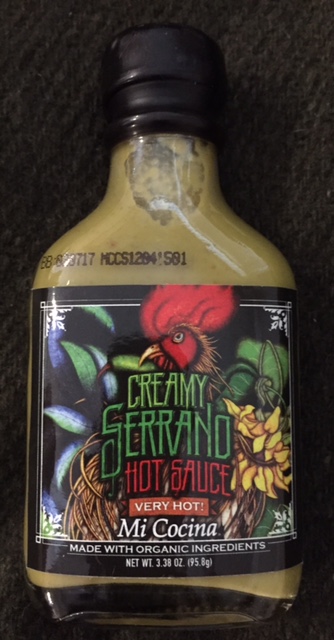 MCCS12041501
CREAMY
SERRANO
HOT SAUCE
VERY HOT!
Mi Cocina
MADE WITH ORGANIC INGREDIENTS
NET WT. 3.38 OZ. (95.8g)